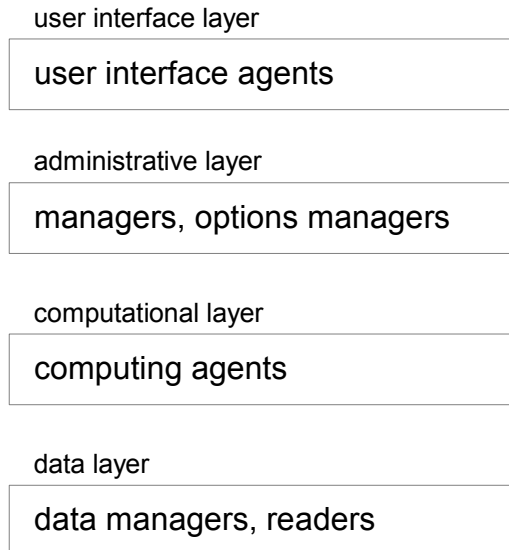 user interface layer
user interface agents
administrative layer
managers, options managers
computational layer
computing agents
data layer
data managers, readers